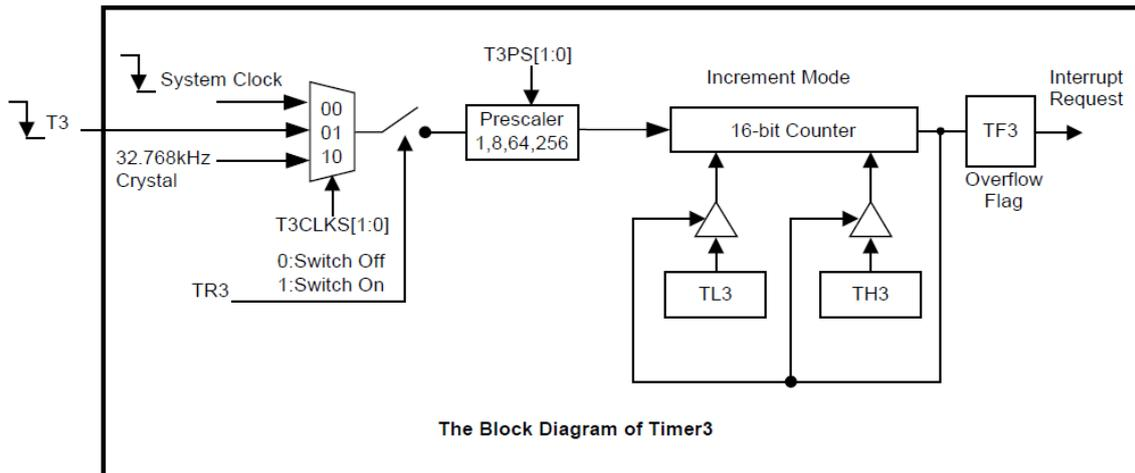 T3PS[1:0]
System Clock
Increment Mode
Interrupt
Request
T3
00
01
10
Prescaler
1,8,64,256
16-bit Counter
TF3
32.768kHz
Crystal
Overflow
Flag
T3CLKS[1:0]
0:Switch Off
1:Switch On
TR3
TL3
TH3
The Block Diagram of Timer3